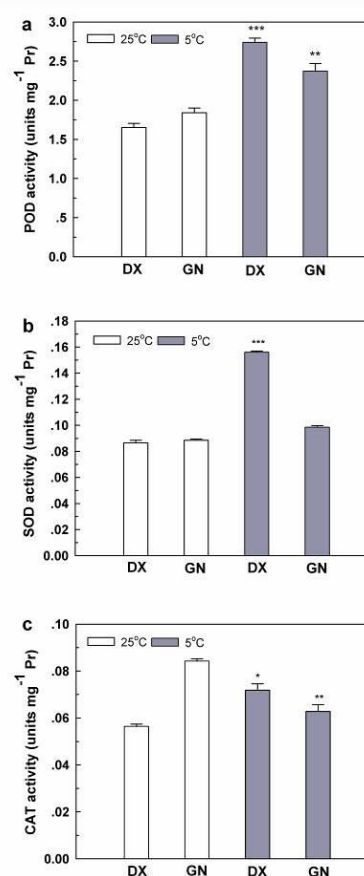 a
3.0
2.5
2.0
1.5
1.0
.5
0.0
POD activity (units mg-1 Pr)
25°C 5°C
***
**
DX GN DX GN
b
.18
.16
.14
.12
.10
.08
.06
.04
.02
0.00
SOD activity (units mg-1 Pr)
25°C 5°C
***
DX GN DX GN
c
.10
.08
.06
.04
.02
0.00
CAT activity (units mg-1 Pr)
25°C 5°C
*
**
DX GN DX GN